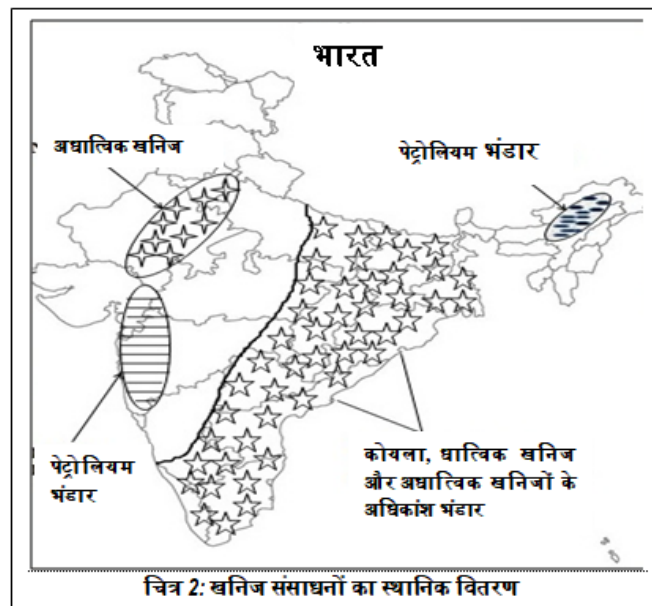 भारत
अधात्विक खनिज
पेट्रोलियम भंडार
पेट्रोलियम
भंडार
कोयला, धात्विक खनिज
और अधात्विक खनिजों के
अधिकांश भंडार
चित्र 2: खनिज संसाधनों का स्थानिक वितरण